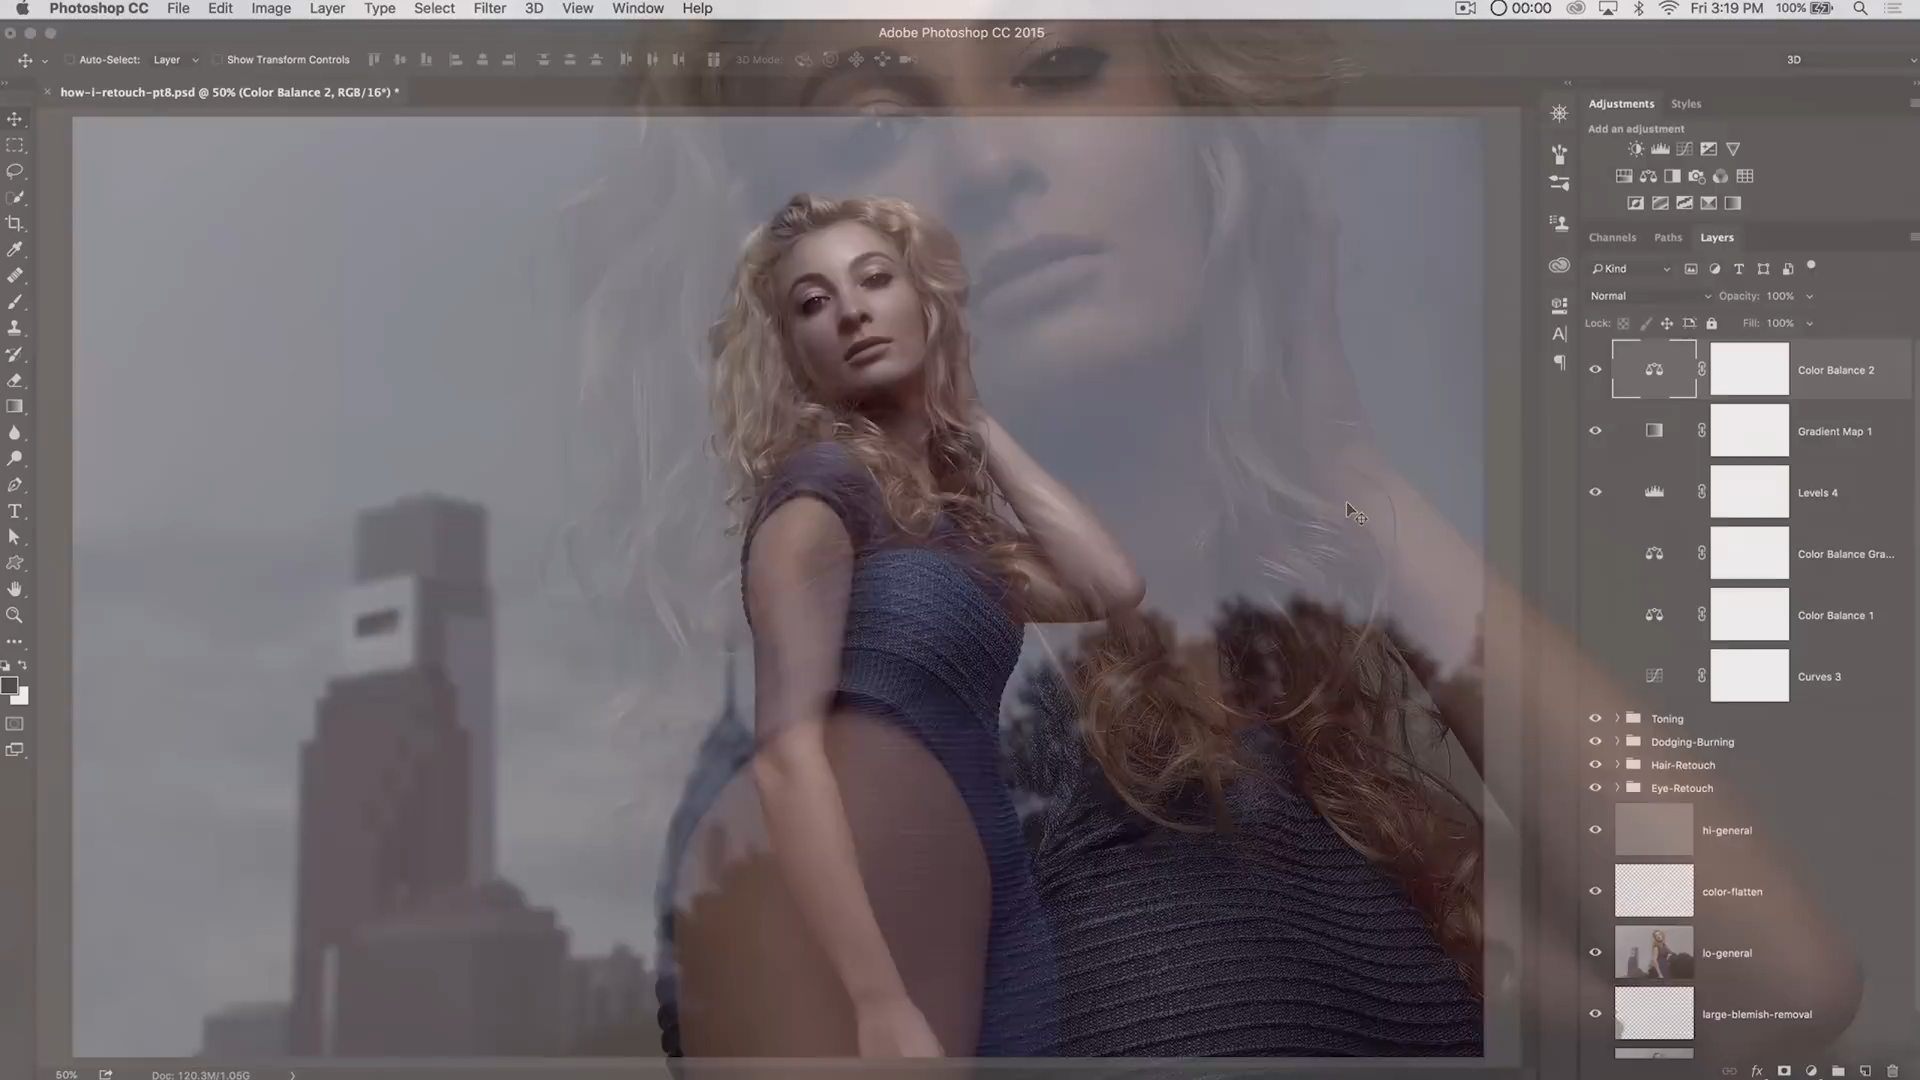 Photoshop CC File Edit Image Layer Type Select Filter 3D View Window Help 00:00 Fri 3:19 PM 100%
Adobe Photoshop CC 2015
Auto-Select: Layer Show Transform Controls 3D Mode: 3D
how-i-retouch-pt8.psd @ 50% (Color Balance 2, RGB/16*) *
Adjustments Styles
Add an adjustment
Channels Paths Layers
Kind
Normal Opacity: 100%
Lock: Fill: 100%
Color Balance 2
Gradient Map 1
Levels 4
Color Balance Gra...
Color Balance 1
Curves 3
Toning
Dodging-Burning
Hair-Retouch
Eye-Retouch
hi-general
color-flatten
lo-general
large-blemish-removal
50% Doc: 120.3M/1.05G
fx